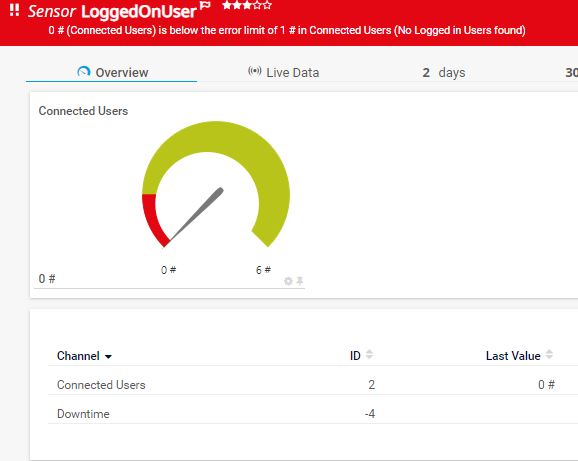 !! Sensor LoggedOnUser
0 # (Connected Users) is below the error limit of 1 # in Connected Users (No Logged in Users found)
Overview Live Data 2 days 30
Connected Users
0 # 6 #
0 #
Channel ID Last Value
Connected Users 2 0 #
Downtime -4